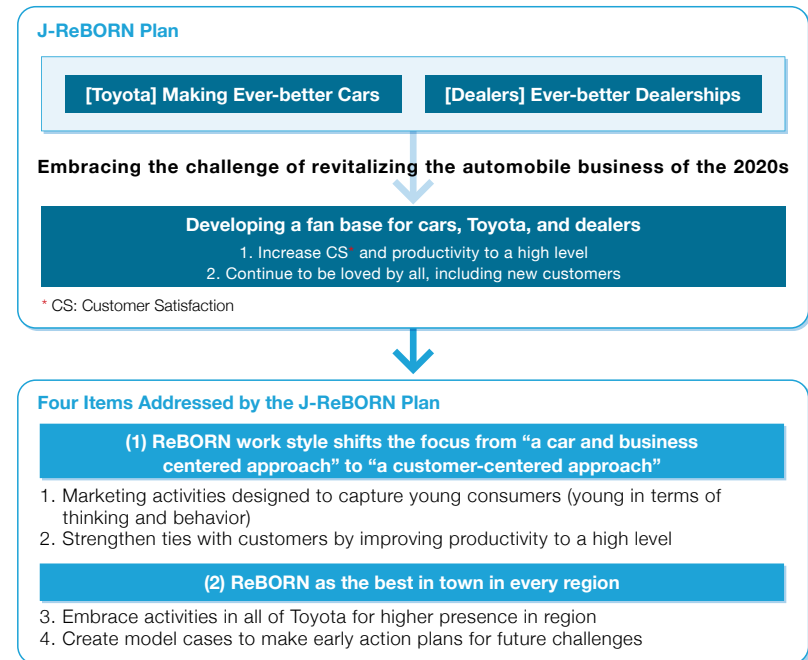 J-ReBORN Plan
[Toyota] Making Ever-better Cars
[Dealers] Ever-better Dealerships
Embracing the challenge of revitalizing the automobile business of the 2020s
Developing a fan base for cars, Toyota, and dealers
1. Increase CS* and productivity to a high level
2. Continue to be loved by all, including new customers
* CS: Customer Satisfaction
Four Items Addressed by the J-ReBORN Plan
(1) ReBORN work style shifts the focus from “a car and business
centered approach” to “a customer-centered approach”
1. Marketing activities designed to capture young consumers (young in terms of
thinking and behavior)
2. Strengthen ties with customers by improving productivity to a high level
(2) ReBORN as the best in town in every region
3. Embrace activities in all of Toyota for higher presence in region
4. Create model cases to make early action plans for future challenges